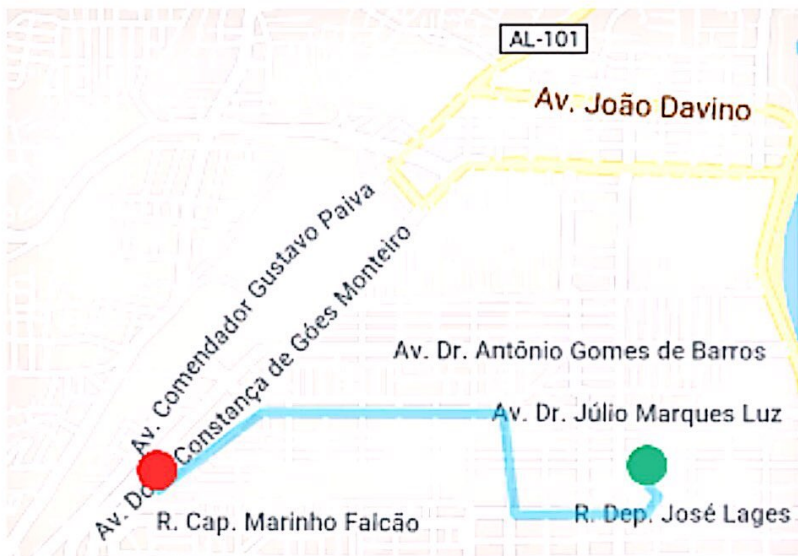 AL-101
Av. João Davino
Av. Comendador Gustavo Paiva
Av. Do Constança de Góes Monteiro
Av. Dr. Antônio Gomes de Barros
Av. Dr. Júlio Marques Luz
R. Cap. Marinho Falcão
R. Dep. José Lages